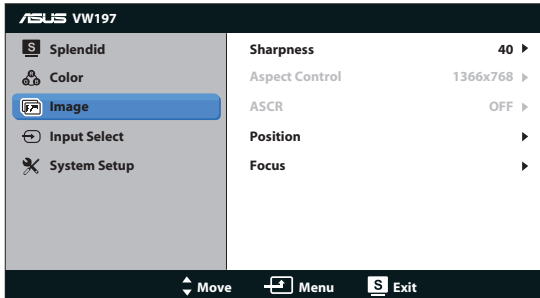 ASUS VW197
S Splendid
Color
Image
Input Select
System Setup
Sharpness 40
Aspect Control 1366x768
ASCR OFF
Position
Focus
Move Menu S Exit